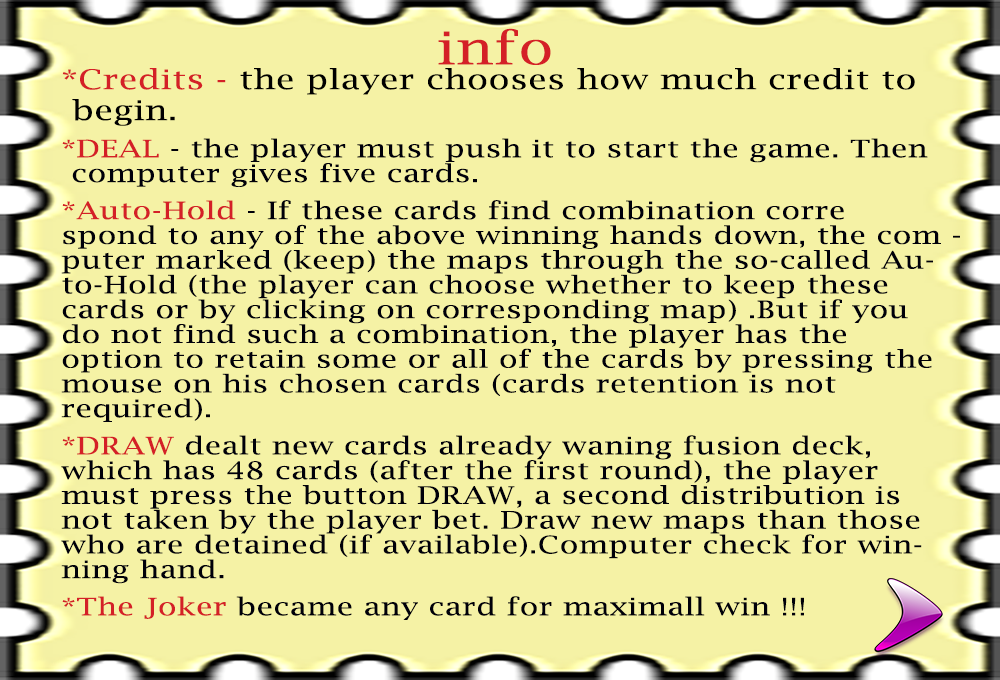 info
*Credits - the player chooses how much credit to
begin.
*DEAL - the player must push it to start the game. Then
computer gives five cards.
*Auto-Hold - If these cards find combination corre
spond to any of the above winning hands down, the com -
puter marked (keep) the maps through the so-called Au-
to-Hold (the player can choose whether to keep these
cards or by clicking on corresponding map) .But if you
do not find such a combination, the player has the
option to retain some or all of the cards by pressing the
mouse on his chosen cards (cards retention is not
required).
*DRAW dealt new cards already waning fusion deck,
which has 48 cards (after the first round), the player
must press the button DRAW, a second distribution is
not taken by the player bet. Draw new maps than those
who are detained (if available).Computer check for win-
ning hand.
*The Joker became any card for maximall win !!!